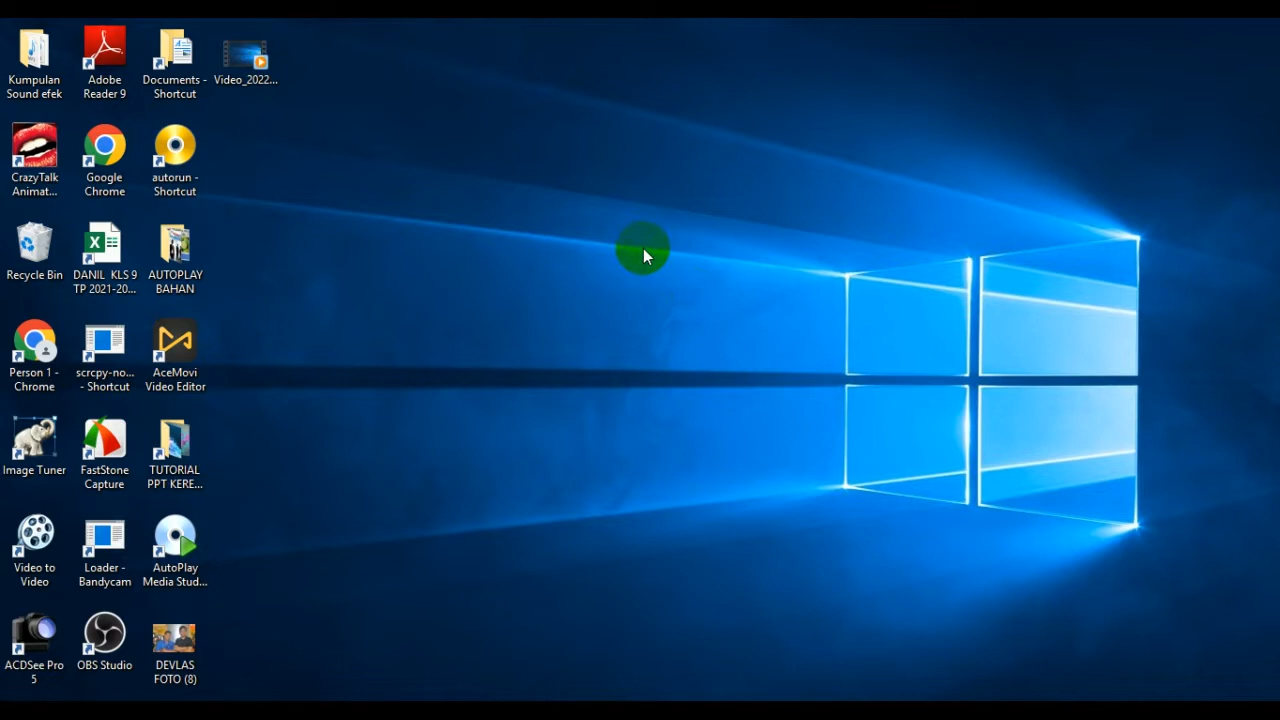 Kumpulan
Sound efek
Adobe
Reader 9
Documents -
Shortcut
Video_2022...
CrazyTalk
Animat...
Google
Chrome
autorun -
Shortcut
Recycle Bin
DANIL KLS 9
TP 2021-20...
AUTOPLAY
BAHAN
Person 1 -
Chrome
scrcpy-no...
- Shortcut
AceMovi
Video Editor
Image Tuner
FastStone
Capture
TUTORIAL
PPT KERE...
Video to
Video
Loader -
Bandycam
AutoPlay
Media Stud...
ACDSee Pro
5
OBS Studio
DEVLAS
FOTO (8)